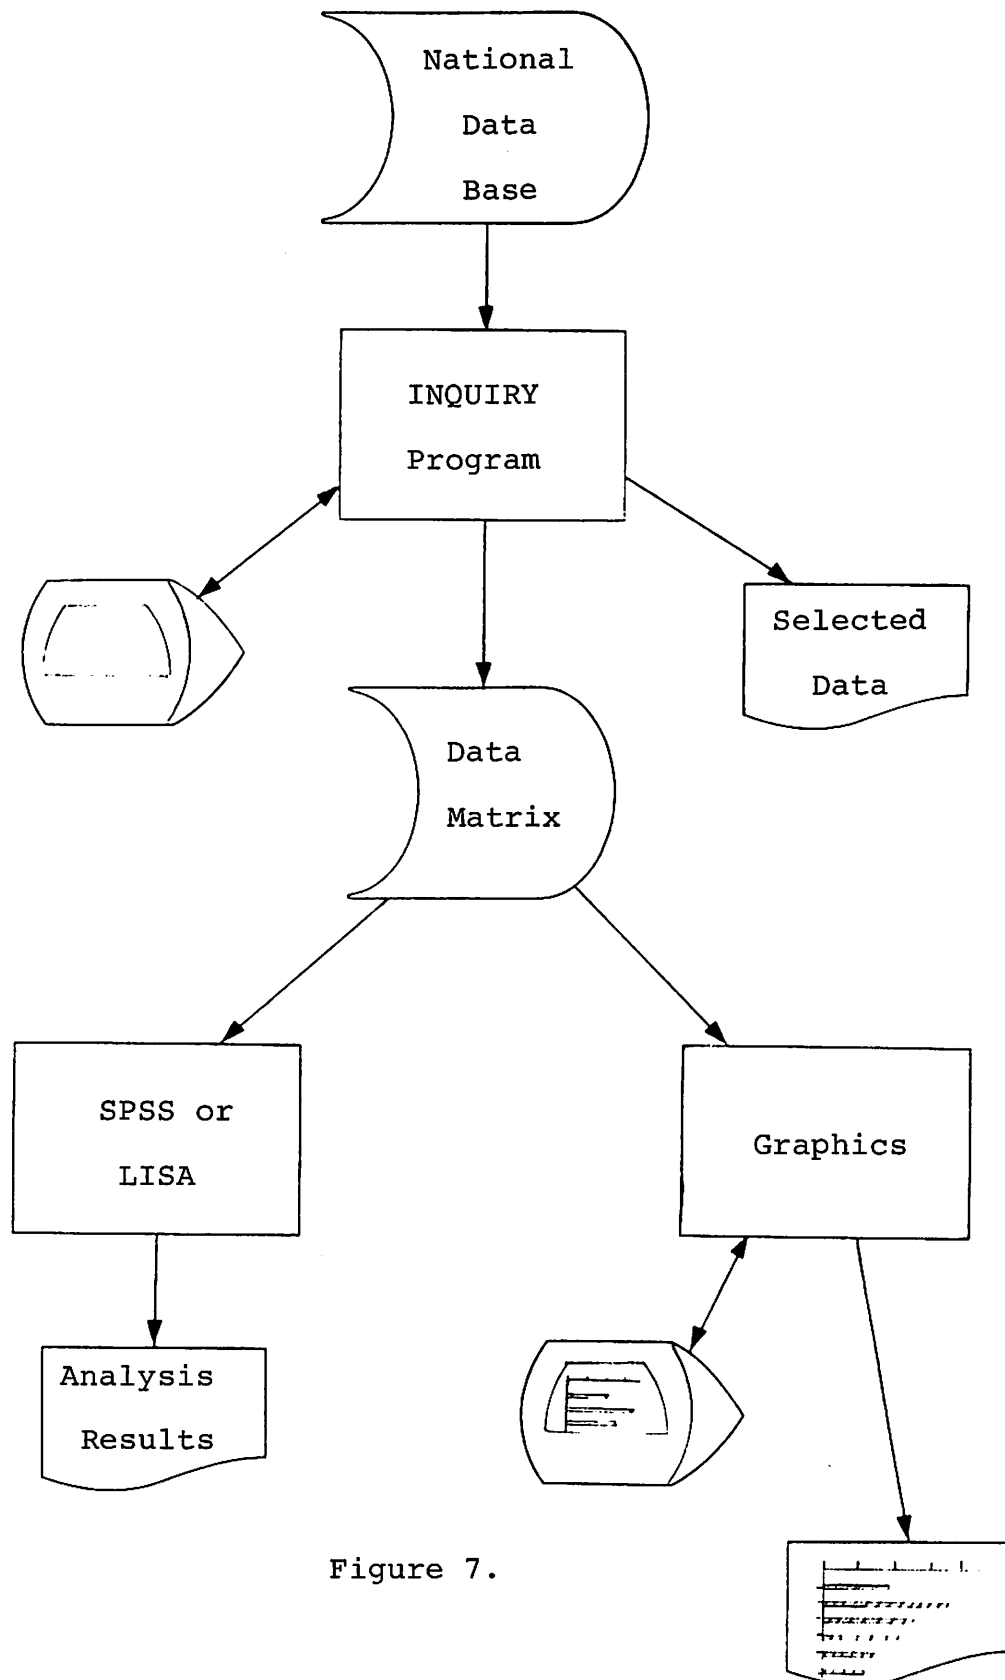 National
Data
Base
INQUIRY
Program
Selected
Data
Data
Matrix
SPSS or
LISA
Graphics
Analysis
Results
Figure 7.